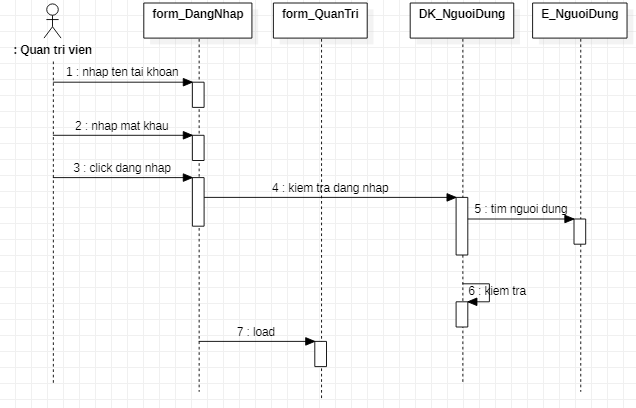 form_DangNhap
form_QuanTri
DK_NguoiDung
E_NguoiDung
: Quan tri vien
1 : nhap ten tai khoan
2 : nhap mat khau
3 : click dang nhap
4 : kiem tra dang nhap
5 : tim nguoi dung
6 : kiem tra
7 : load